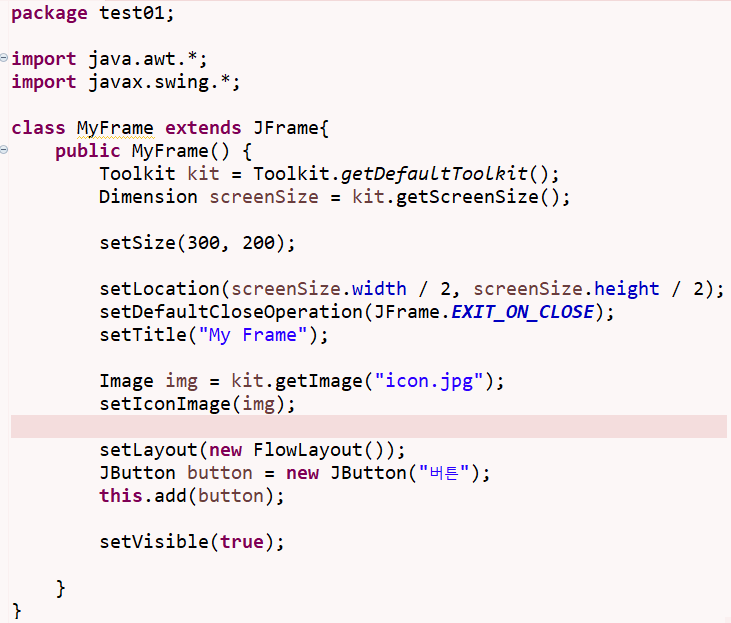 package test01;
import java.awt.*;
import javax.swing.*;
class MyFrame extends JFrame{
public MyFrame() {
Toolkit kit = Toolkit.getDefaultToolkit();
Dimension screenSize = kit.getScreenSize();
setSize(300, 200);
setLocation(screenSize.width / 2, screenSize.height / 2);
setDefaultCloseOperation(JFrame.EXIT_ON_CLOSE);
setTitle("My Frame");
Image img = kit.getImage("icon.jpg");
setIconImage(img);
setLayout(new FlowLayout());
JButton button = new JButton("버튼");
this.add(button);
setVisible(true);
}
}